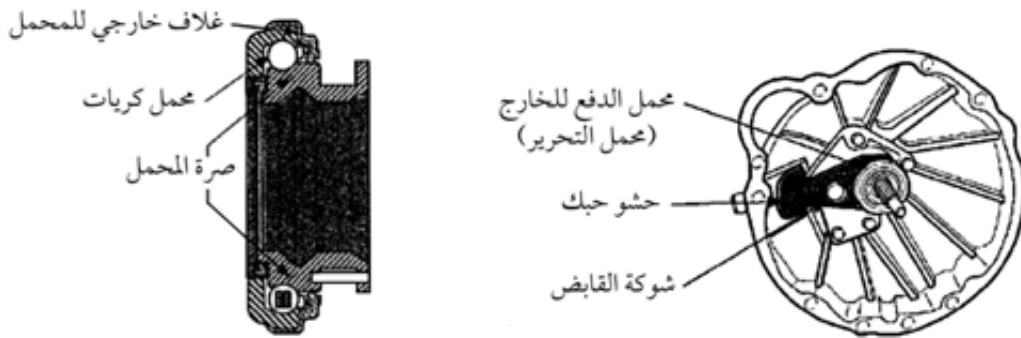 غلاف خارجي للمحمل
محمل كريات
صرة المحمل
محمل الدفع للخارج
(محمل التحرير)
حشو حبك
شوكة القابض